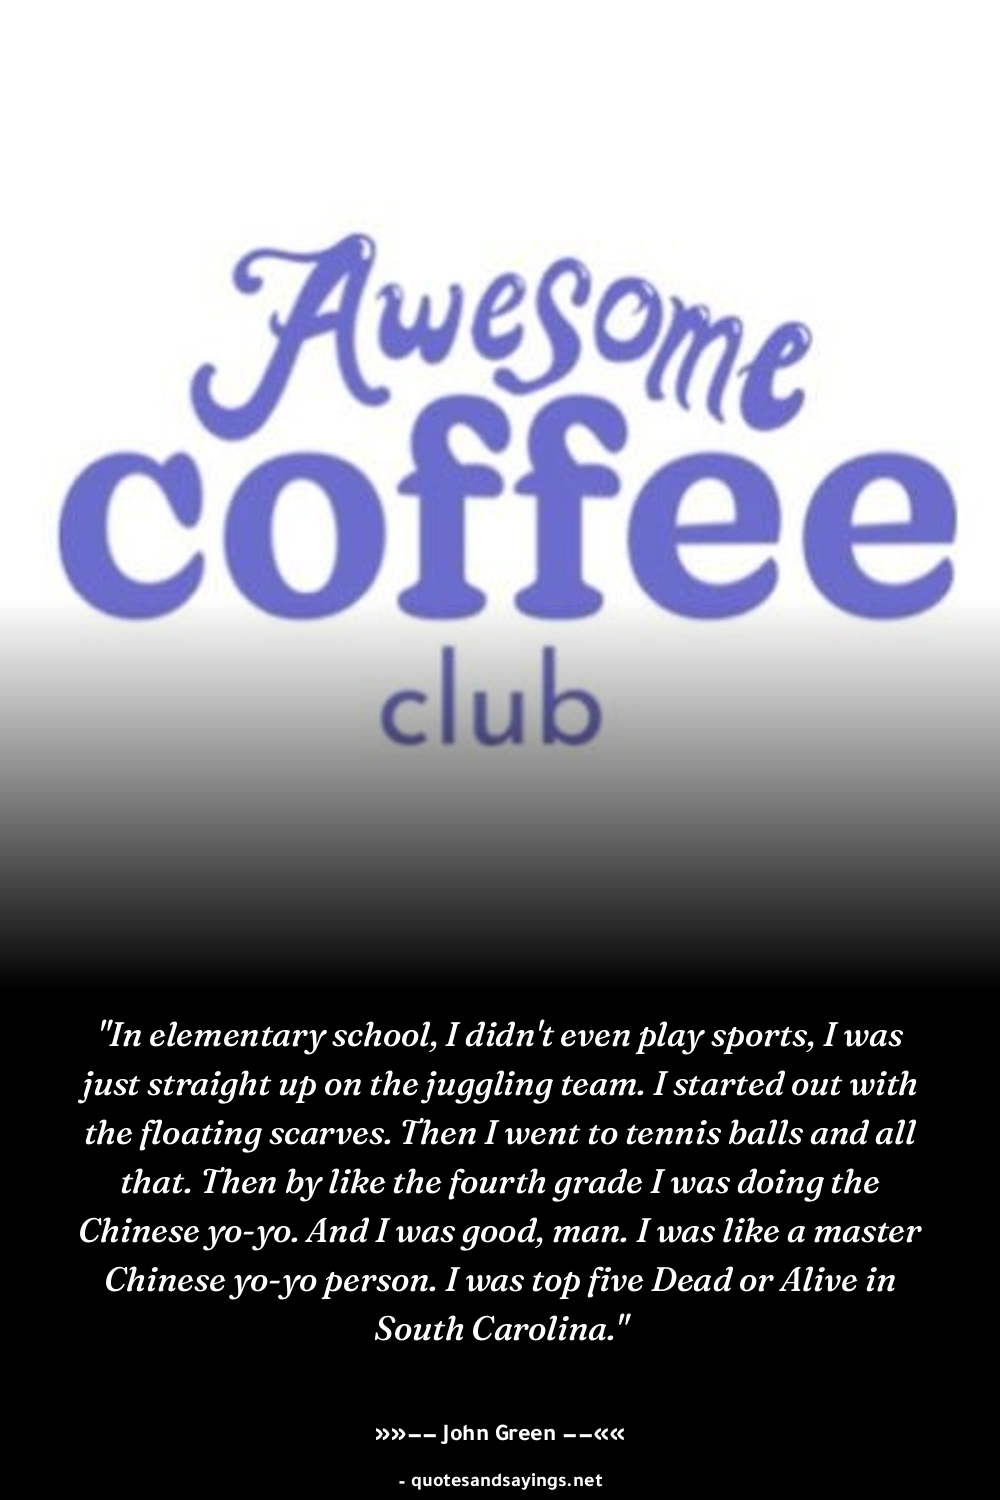 Awesome
coffee
club
"In elementary school, I didn't even play sports, I was
just straight up on the juggling team. I started out with
the floating scarves. Then I went to tennis balls and all
that. Then by like the fourth grade I was doing the
Chinese yo-yo. And I was good, man. I was like a master
Chinese yo-yo person. I was top five Dead or Alive in
South Carolina."
»»–– John Green ––««
- quotesandsayings.net